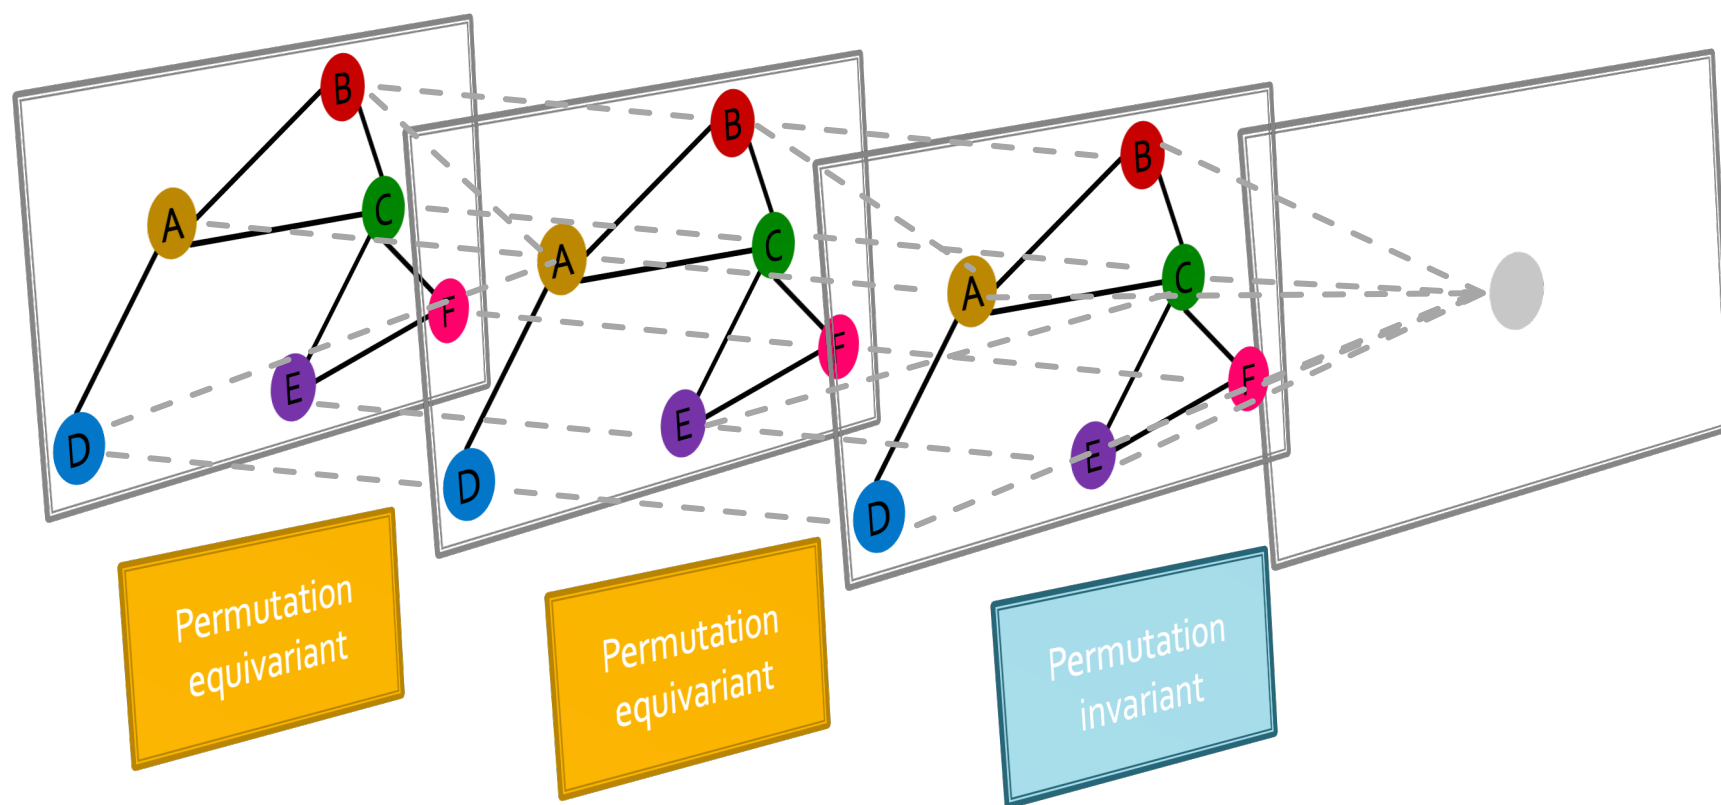 B
A
C
F
E
D
B
A
C
F
E
D
B
A
C
F
E
D
Permutation
equivariant
Permutation
equivariant
Permutation
invariant